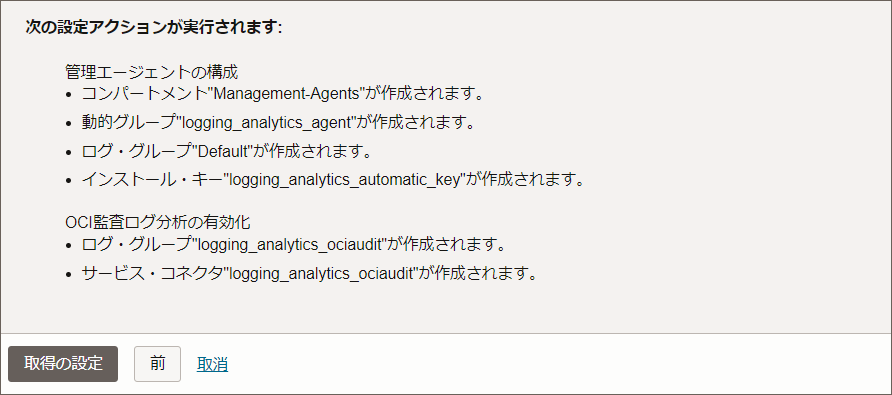 次の設定アクションが実行されます:
管理エージェントの構成
• コンパートメント"Management-Agents"が作成されます。
• 動的グループ"logging_analytics_agent"が作成されます。
• ログ・グループ"Default"が作成されます。
• インストール・キー"logging_analytics_automatic_key"が作成されます。
OCI監査ログ分析の有効化
• ログ・グループ"logging_analytics_ociaudit"が作成されます。
• サービス・コネクタ"logging_analytics_ociaudit"が作成されます。
取得の設定 前 取消